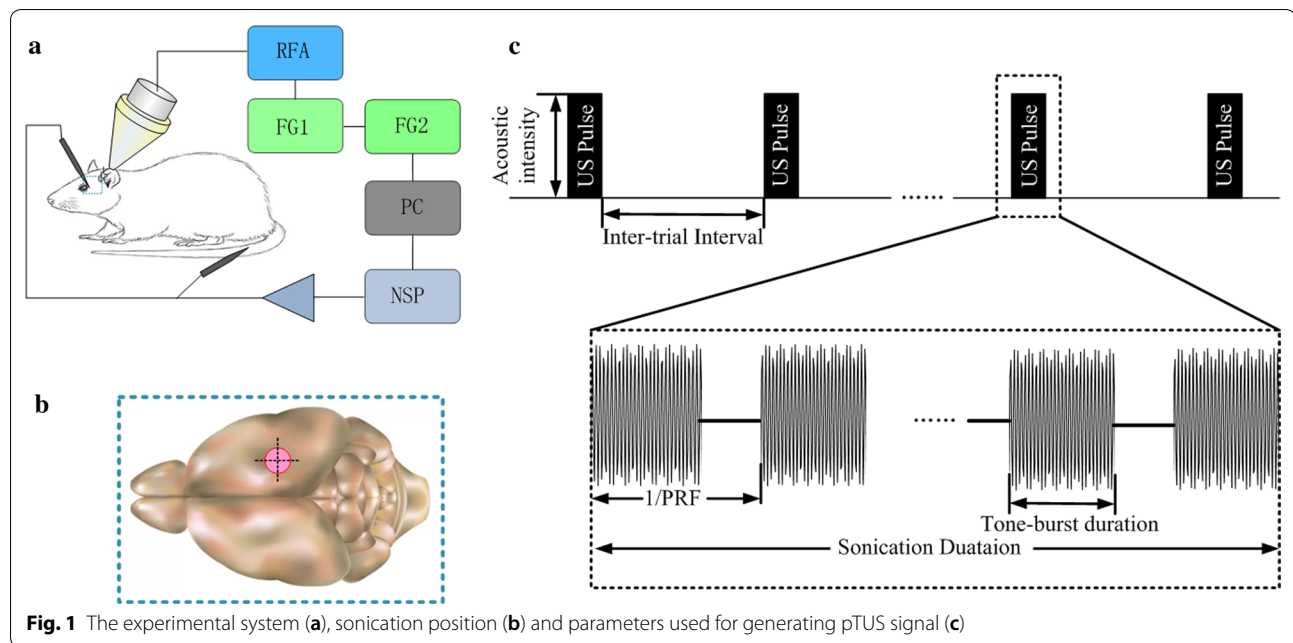 a
RFA
FG1
FG2
PC
NSP
b
c
Acoustic
intensity
US Pulse
US Pulse
US Pulse
US Pulse
......
Inter-trial Interval
......
1/PRF
Tone-burst duration
Sonication Duataion
Fig. 1 The experimental system (a), sonication position (b) and parameters used for generating pTUS signal (c)